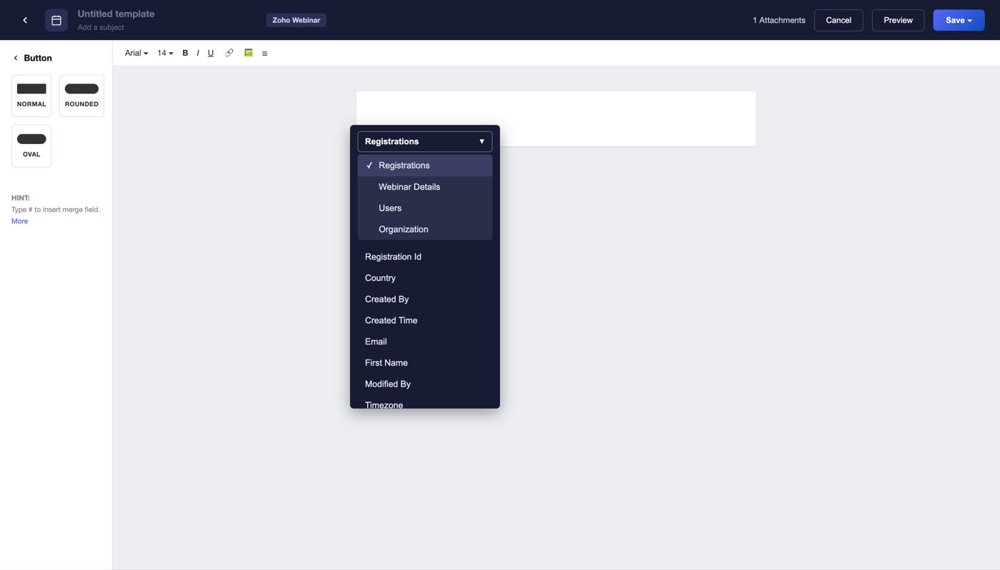 Untitled template
Add a subject
Zoho Webinar
1 Attachments
Cancel
Preview
Save
Button
Arial
14
B
I
U
NORMAL
ROUNDED
OVAL
HINT:
Type # to insert merge field.
More
Registrations
✓ Registrations
Webinar Details
Users
Organization
Registration Id
Country
Created By
Created Time
Email
First Name
Modified By
Timezone